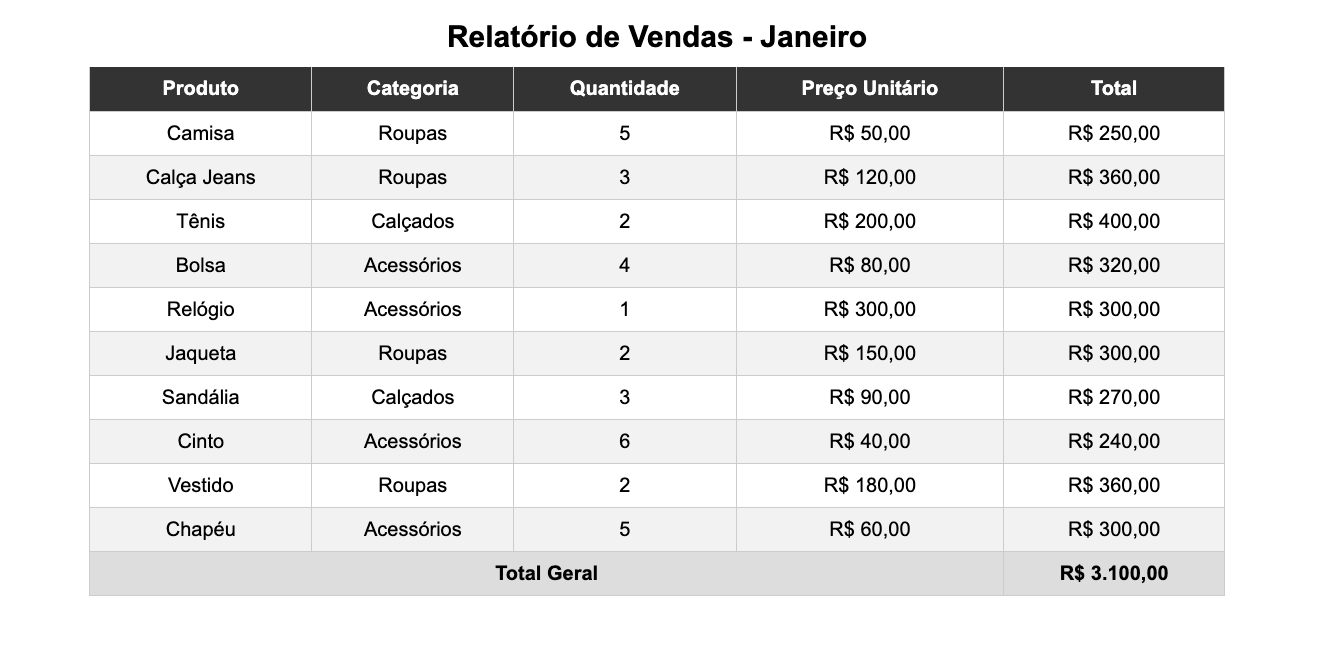 Relatório de Vendas - Janeiro
Produto Categoria Quantidade Preço Unitário Total
Camisa Roupas 5 R$ 50,00 R$ 250,00
Calça Jeans Roupas 3 R$ 120,00 R$ 360,00
Tênis Calçados 2 R$ 200,00 R$ 400,00
Bolsa Acessórios 4 R$ 80,00 R$ 320,00
Relógio Acessórios 1 R$ 300,00 R$ 300,00
Jaqueta Roupas 2 R$ 150,00 R$ 300,00
Sandália Calçados 3 R$ 90,00 R$ 270,00
Cinto Acessórios 6 R$ 40,00 R$ 240,00
Vestido Roupas 2 R$ 180,00 R$ 360,00
Chapéu Acessórios 5 R$ 60,00 R$ 300,00
Total Geral R$ 3.100,00